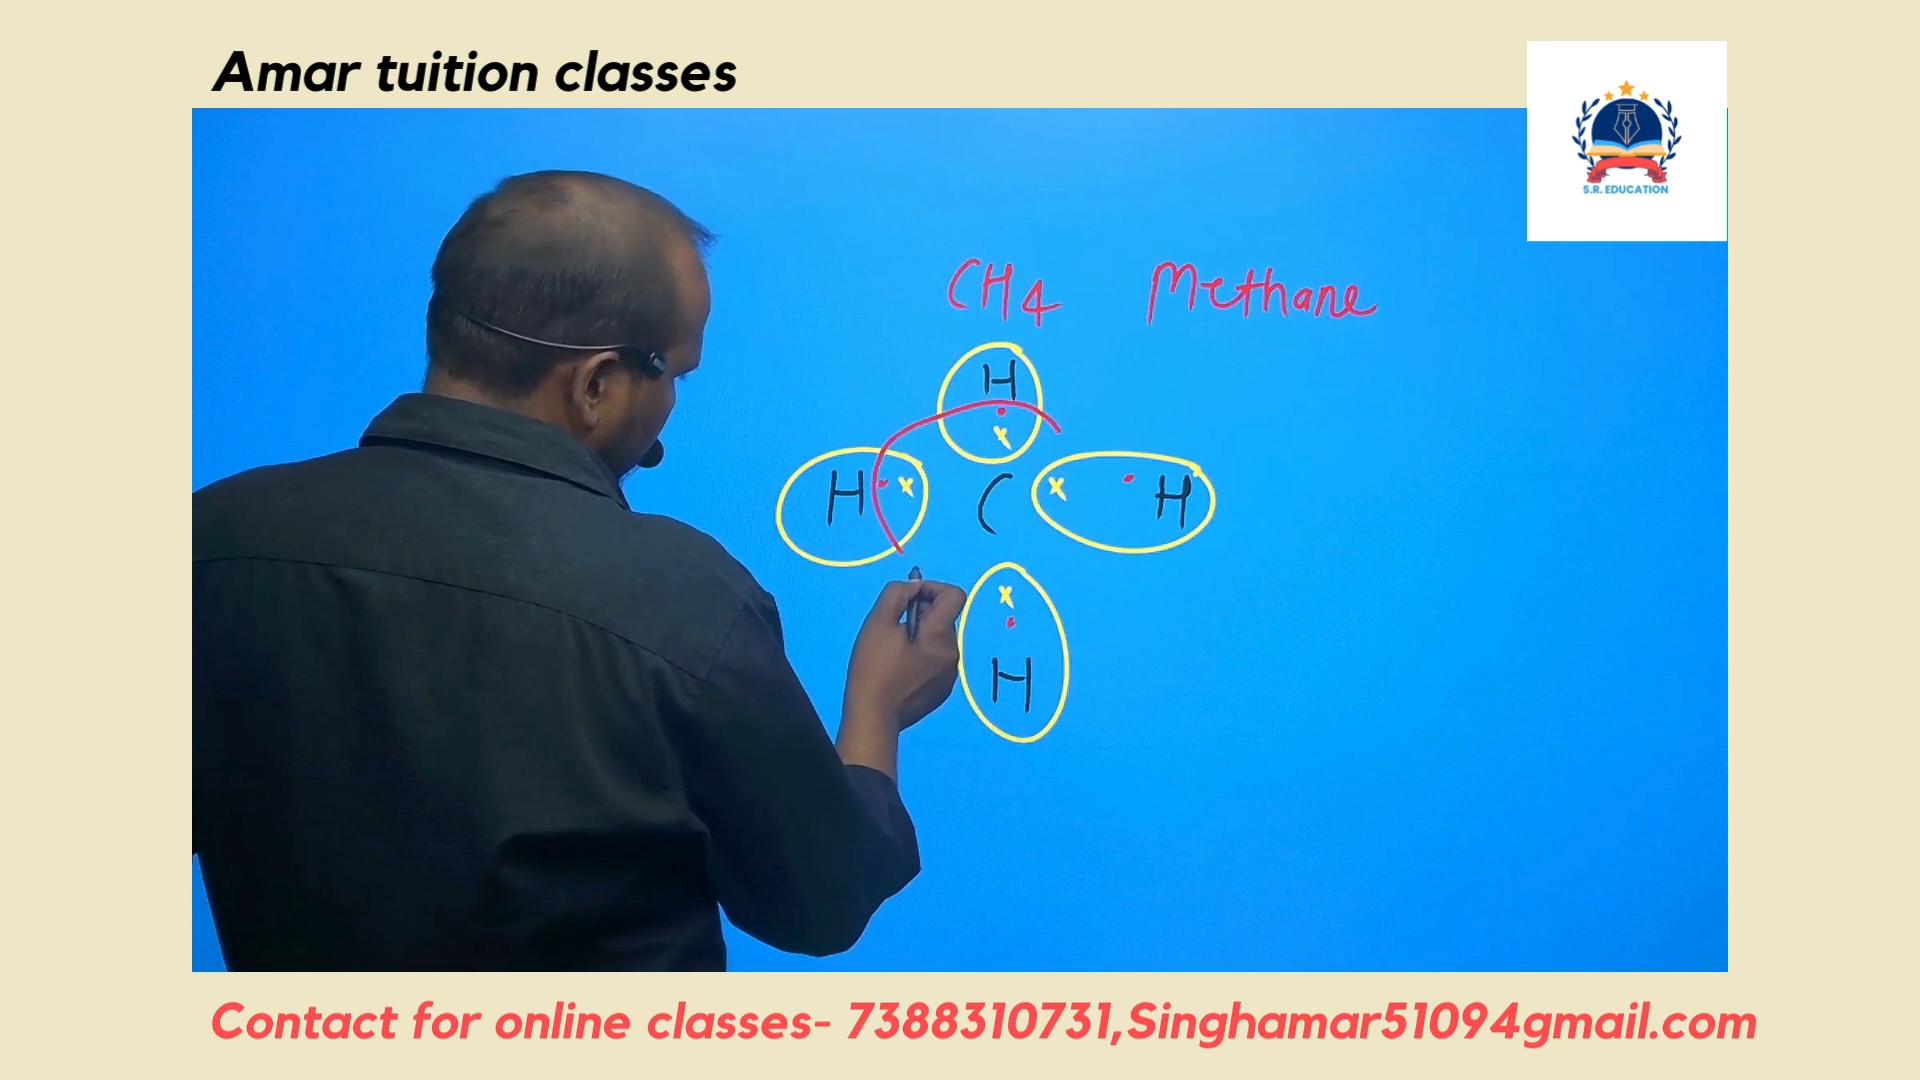 Amar tuition classes
S.R. EDUCATION
CH4 Methane
H
x
H x C x H
x
H
Contact for online classes- 7388310731,Singhamar51094gmail.com